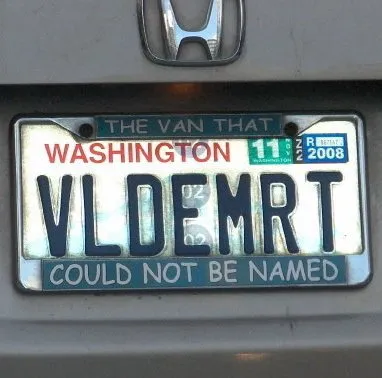 THE VAN THAT
WASHINGTON 11 2008
VLDEMRT
COULD NOT BE NAMED